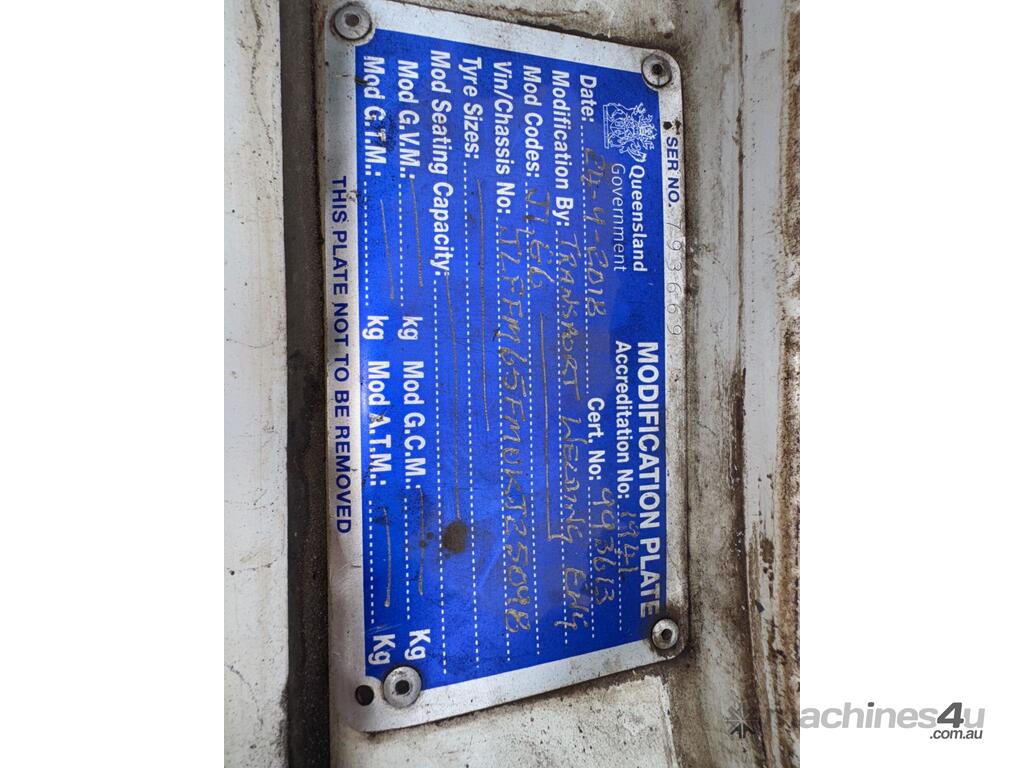 SER NO. 793669
Queensland
Government
MODIFICATION PLATE
Accreditation No: 1941
Date: 24-4-2018 Cert. No: 993613
Modification By: TRANSPORT WELDING ENG
Mod Codes: J1, G6
Vin/Chassis No: JLFFM65FM0KJ25098
Tyre Sizes:
Mod Seating Capacity:
Mod G.V.M.: kg Mod G.C.M.: Kg
Mod G.T.M.: kg Mod A.T.M.: Kg
THIS PLATE NOT TO BE REMOVED
machines4u
.com.au